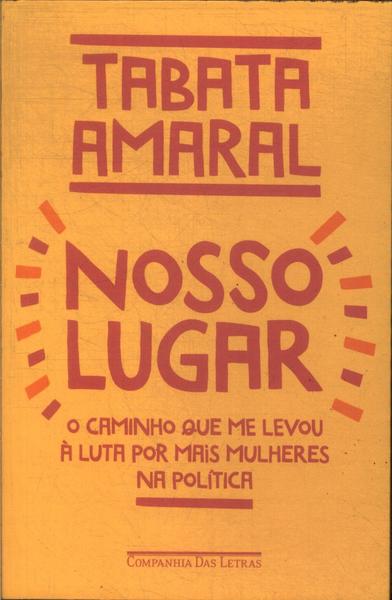 TABATA
AMARAL
NOSSO
LUGAR
O CAMINHO QUE ME LEVOU
À LUTA POR MAIS MULHERES
NA POLÍTICA
COMPANHIA DAS LETRAS